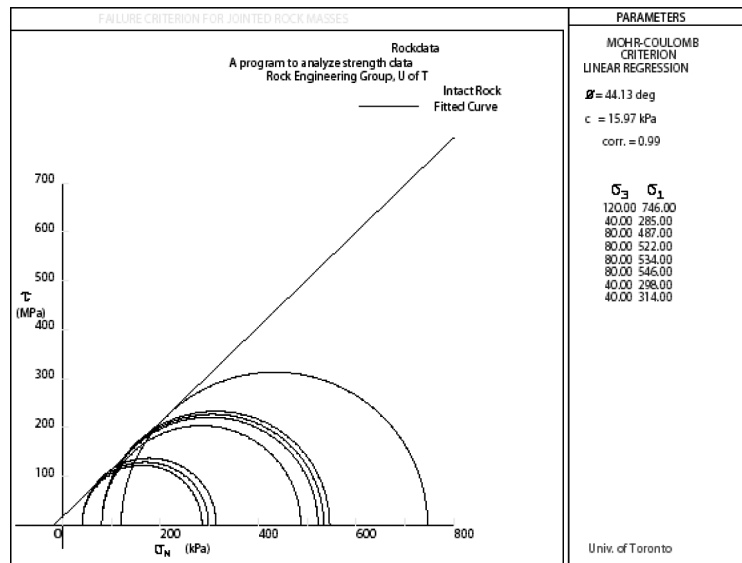 FAILURE CRITERION FOR JOINTED ROCK MASSES
Rockdata
A program to analyze strength data
Rock Engineering Group, U of T
Intact Rock
Fitted Curve
700
600
500
400
300
200
100
τ
(MPa)
0
200
400
600
800
σN (kPa)
PARAMETERS
MOHR-COULOMB
CRITERION
LINEAR REGRESSION
Ø = 44.13 deg
c = 15.97 kPa
corr. = 0.99
σ3 σ1
120.00 746.00
40.00 285.00
80.00 487.00
80.00 522.00
80.00 534.00
80.00 546.00
40.00 298.00
40.00 314.00
Univ. of Toronto